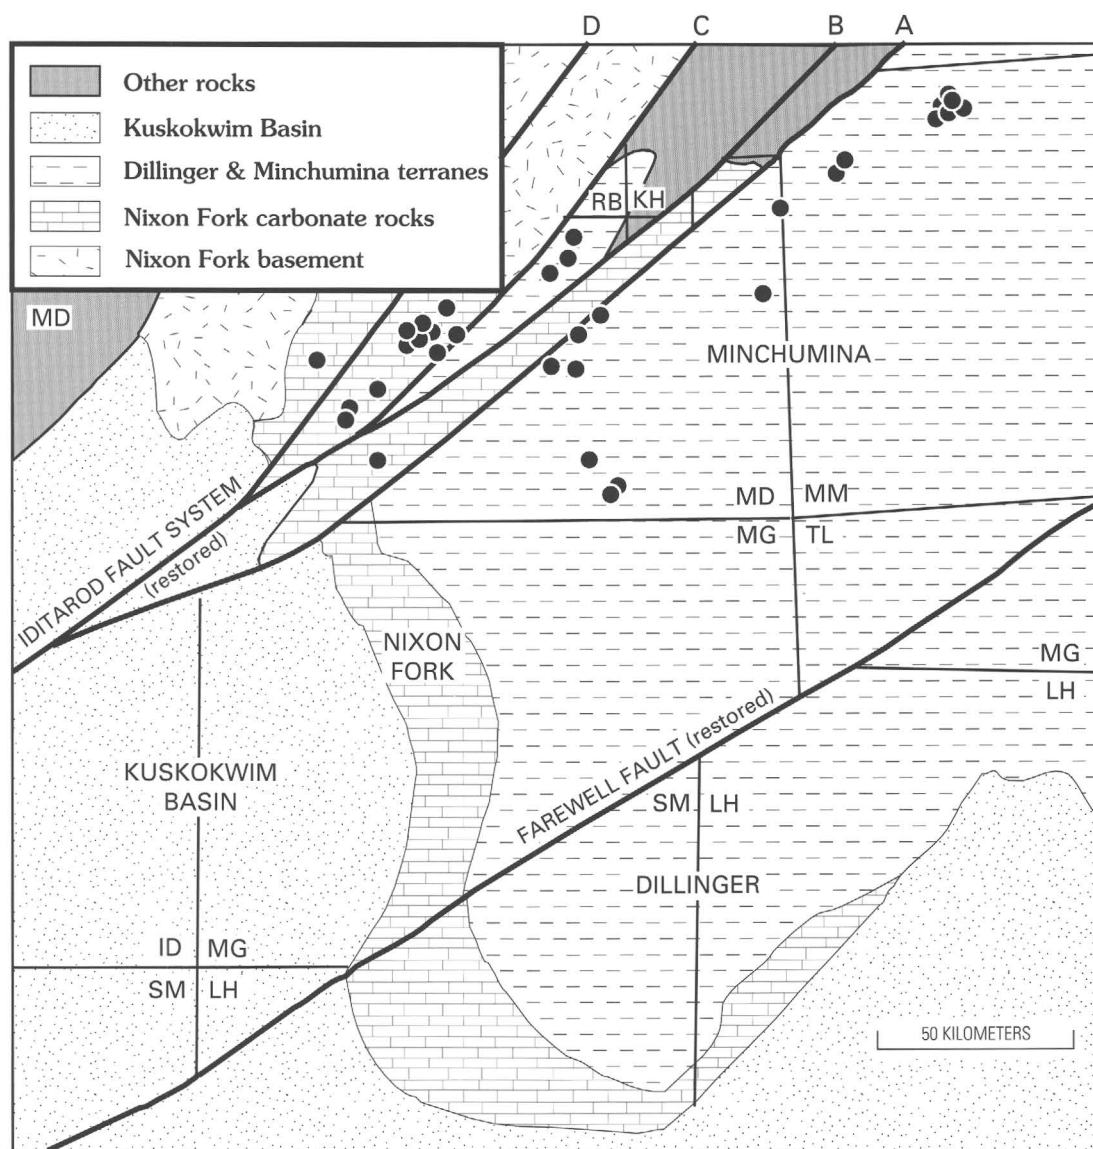 D C B A
Other rocks
Kuskokwim Basin
Dillinger & Minchumina terranes
Nixon Fork carbonate rocks
Nixon Fork basement
RB KH
MD
MINCHUMINA
MD MM
MG TL
IDITAROD FAULT SYSTEM
(restored)
NIXON
FORK
MG
LH
KUSKOKWIM
BASIN
FAREWELL FAULT (restored)
SM LH
DILLINGER
ID MG
SM LH
50 KILOMETERS